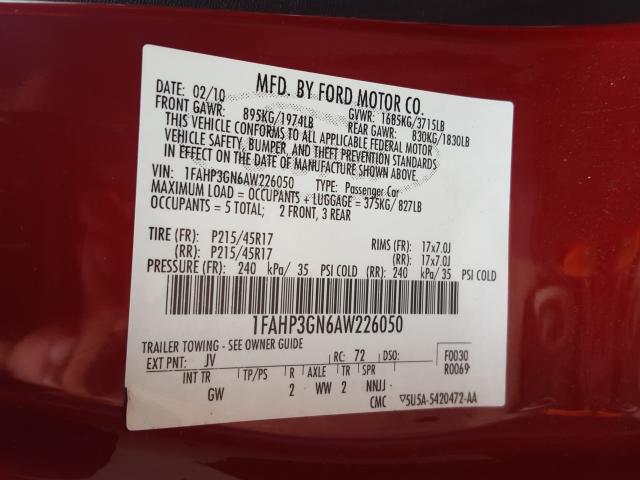 MFD. BY FORD MOTOR CO.
DATE: 02/10 GVWR: 1685KG/3715LB
FRONT GAWR: 895KG/1974LB REAR GAWR: 830KG/1830LB
THIS VEHICLE CONFORMS TO ALL APPLICABLE FEDERAL MOTOR
VEHICLE SAFETY, BUMPER, AND THEFT PREVENTION STANDARDS
IN EFFECT ON THE DATE OF MANUFACTURE SHOWN ABOVE.
VIN: 1FAHP3GN6AW226050 TYPE: Passenger Car
MAXIMUM LOAD = OCCUPANTS + LUGGAGE = 375KG/827LB
OCCUPANTS = 5 TOTAL; 2 FRONT, 3 REAR
TIRE (FR): P215/45R17 RIMS (FR): 17x7.0J
(RR): P215/45R17 (RR): 17x7.0J
PRESSURE (FR): 240 kPa/ 35 PSI COLD (RR): 240 kPa/ 35 PSI COLD
1FAHP3GN6AW226050
TRAILER TOWING - SEE OWNER GUIDE
EXT PNT: JV RC: 72 DSO: F0030
R0069
INT TR TP/PS R AXLE TR SPR
GW 2 WW 2 NNJJ
CMC ▽5U5A-5420472-AA